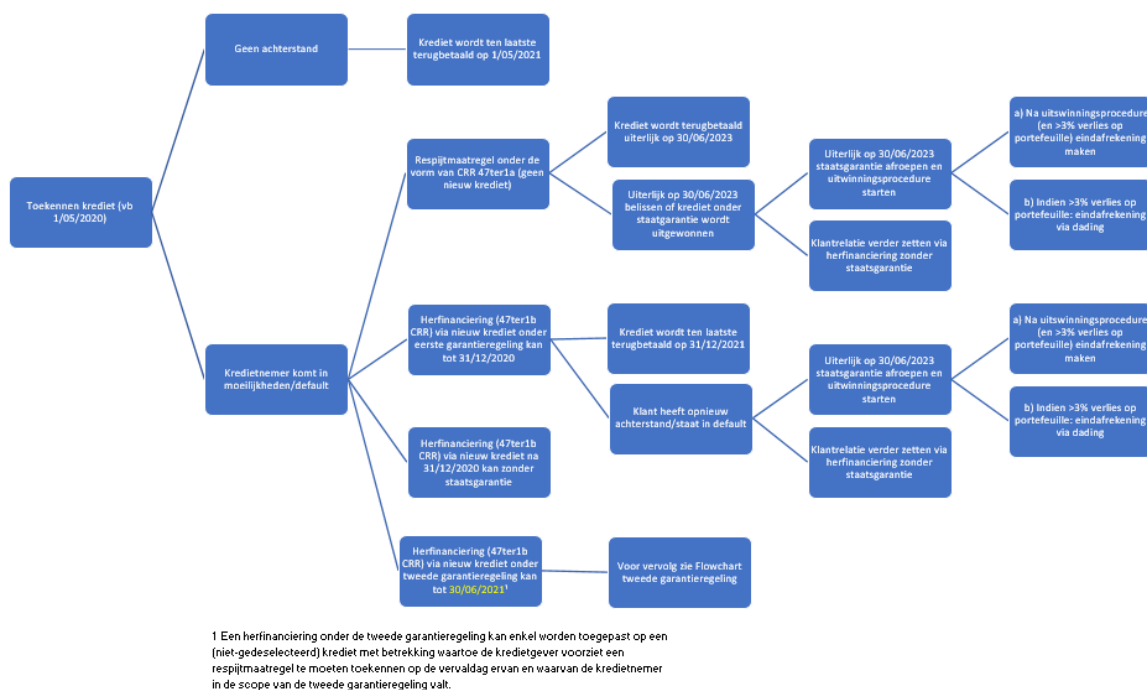 Toekennen krediet (vb
1/05/2020)
Geen achterstand
Krediet wordt ten laatste
terugbetaald op 1/05/2021
Kredietnemer komt in
moeilijkheden/default
Respijtmaatregel onder de
vorm van CRR 47ter1a (geen
nieuw krediet)
Krediet wordt terugbetaald
uiterlijk op 30/06/2023
Uiterlijk op 30/06/2023
belissen of krediet onder
staatgarantie wordt
uitgewonnen
Uiterlijk op 30/06/2023
staatsgarantie afroepen en
uitwinningsprocedure
starten
a) Na uitswinningsprocedure
(en >3% verlies op
portefeuille) eindafrekening
maken
b) Indien >3% verlies op
portefeuille: eindafrekening
via dading
Klantrelatie verder zetten via
herfinanciering zonder
staatsgarantie
Herfinanciering (47ter1b
CRR) via nieuw krediet onder
eerste garantieregeling kan
tot 31/12/2020
Krediet wordt ten laatste
terugbetaald op 31/12/2021
Klant heeft opnieuw
achterstand/staat in default
Uiterlijk op 30/06/2023
staatsgarantie afroepen en
uitwinningsprocedure
starten
a) Na uitswinningsprocedure
(en >3% verlies op
portefeuille) eindafrekening
maken
b) Indien >3% verlies op
portefeuille: eindafrekening
via dading
Klantrelatie verder zetten via
herfinanciering zonder
staatsgarantie
Herfinanciering (47ter1b
CRR) via nieuw krediet na
31/12/2020 kan zonder
staatsgarantie
Herfinanciering (47ter1b
CRR) via nieuw krediet onder
tweede garantieregeling kan
tot 30/06/2021¹
Voor vervolg zie Flowchart
tweede garantieregeling
1 Een herfinanciering onder de tweede garantieregeling kan enkel worden toegepast op een
(niet-gedeselecteerd) krediet met betrekking waartoe de kredietgever voorziet een
respijtmaatregel te moeten toekennen op de vervaldag ervan en waarvan de kredietnemer
in de scope van de tweede garantieregeling valt.